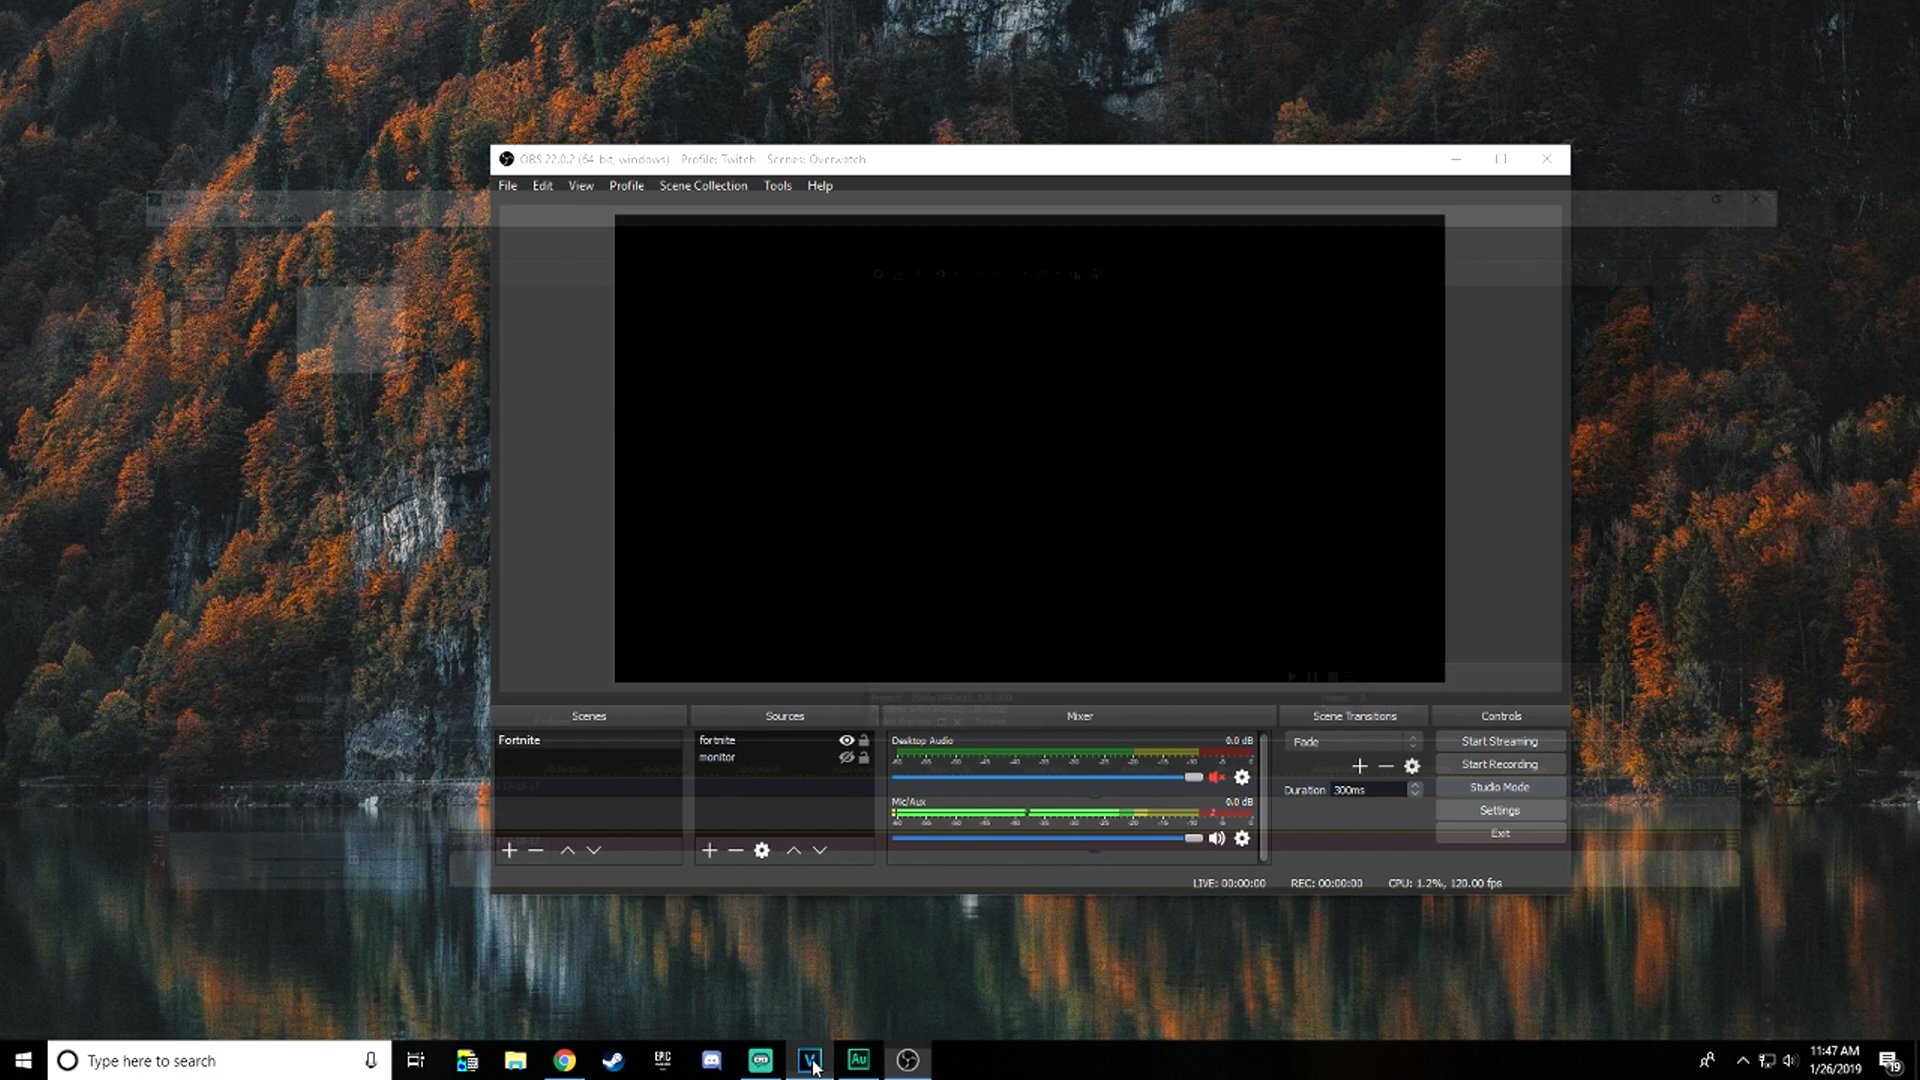 OBS 22.0.2 (64-bit, windows) - Profile: Twitch - Scenes: Overwatch
File Edit View Profile Scene Collection Tools Help
Scenes Sources Mixer Scene Transitions Controls
Fortnite
fortnite
monitor
Desktop Audio 0.0 dB
Mic/Aux 0.0 dB
Fade
Duration 300ms
Start Streaming
Start Recording
Studio Mode
Settings
Exit
LIVE: 00:00:00 REC: 00:00:00 CPU: 1.2%, 120.00 fps
Type here to search
EPIC
V
Au
11:47 AM
1/26/2019
19